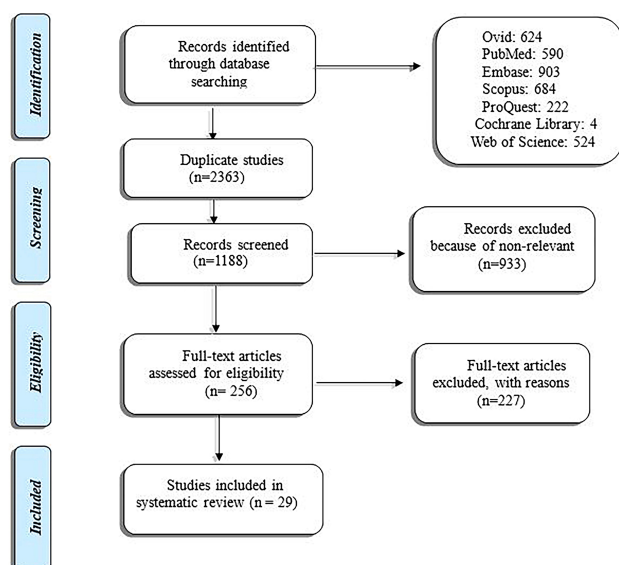 Identification
Records identified
through database
searching
Ovid: 624
PubMed: 590
Embase: 903
Scopus: 684
ProQuest: 222
Cochrane Library: 4
Web of Science: 524
Duplicate studies
(n=2363)
Screening
Records screened
(n=1188)
Records excluded
because of non-relevant
(n=933)
Eligibility
Full-text articles
assessed for eligibility
(n= 256)
Full-text articles
excluded, with reasons
(n=227)
Included
Studies included in
systematic review (n = 29)